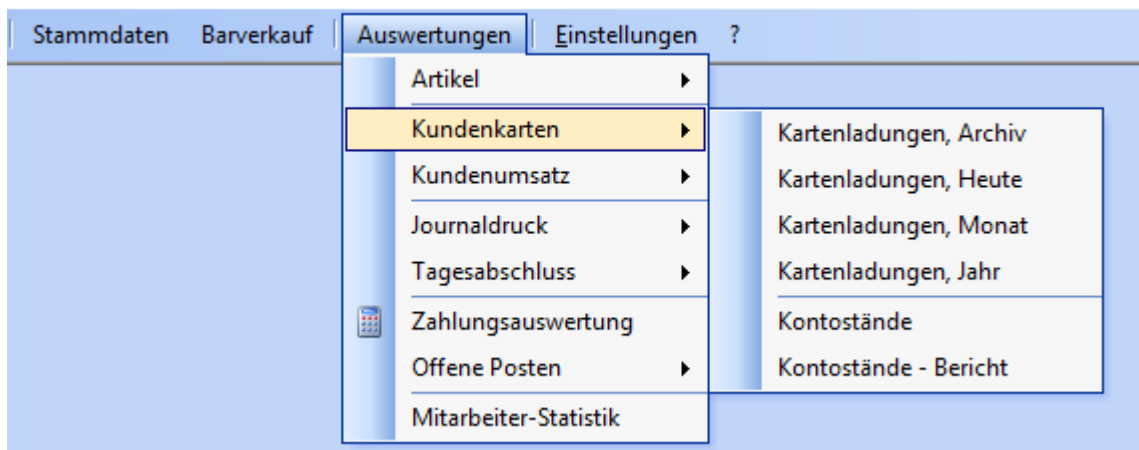 Stammdaten Barverkauf Auswertungen Einstellungen ?
Artikel
Kundenkarten
Kundenumsatz
Journaldruck
Tagesabschluss
Zahlungsauswertung
Offene Posten
Mitarbeiter-Statistik
Kartenladungen, Archiv
Kartenladungen, Heute
Kartenladungen, Monat
Kartenladungen, Jahr
Kontostände
Kontostände - Bericht